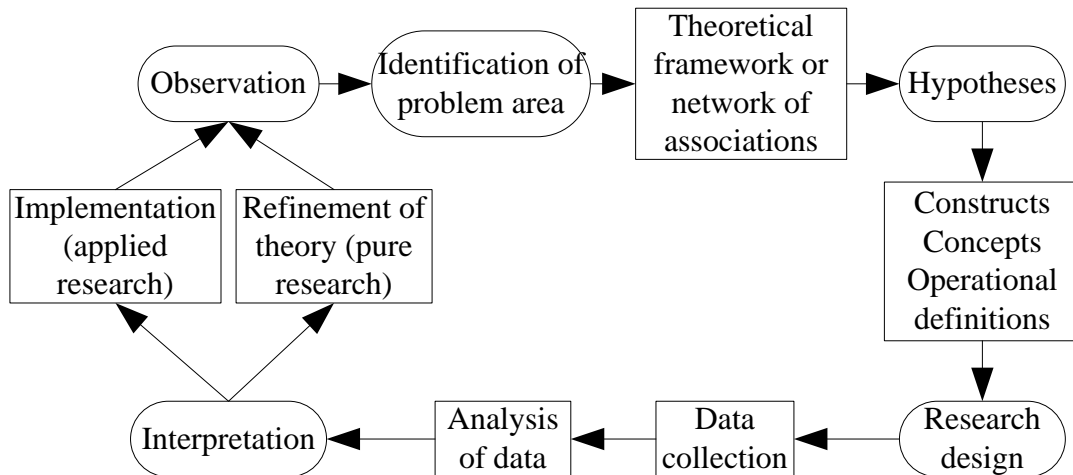 Observation
Identification of
problem area
Theoretical
framework or
network of
associations
Hypotheses
Constructs
Concepts
Operational
definitions
Research
design
Data
collection
Analysis
of data
Interpretation
Implementation
(applied
research)
Refinement of
theory (pure
research)